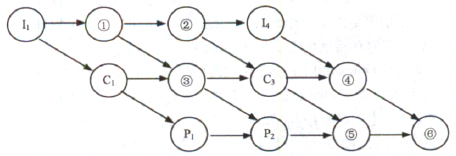 I₁ ① ② I₄
C₁ ③ C₃ ④
P₁ P₂ ⑤ ⑥